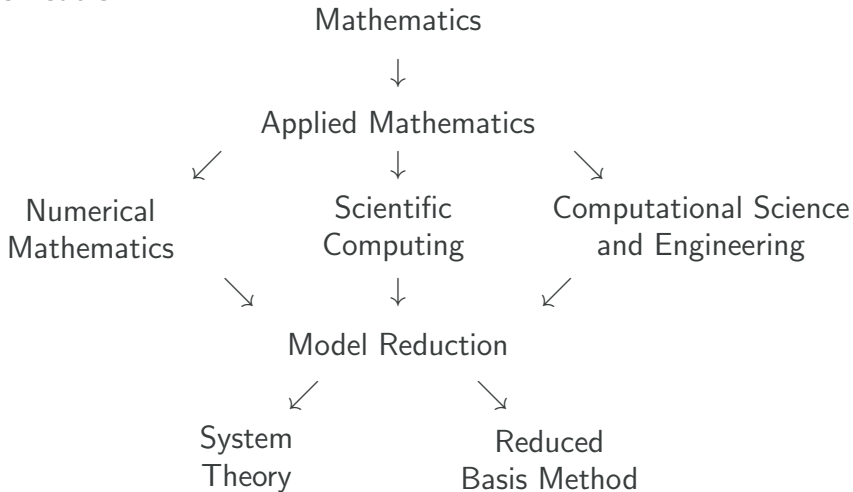 Mathematics
↓
Applied Mathematics
↙ ↓ ↘
Numerical
Mathematics
Scientific
Computing
Computational Science
and Engineering
↘ ↓ ↙
Model Reduction
↙ ↘
System
Theory
Reduced
Basis Method